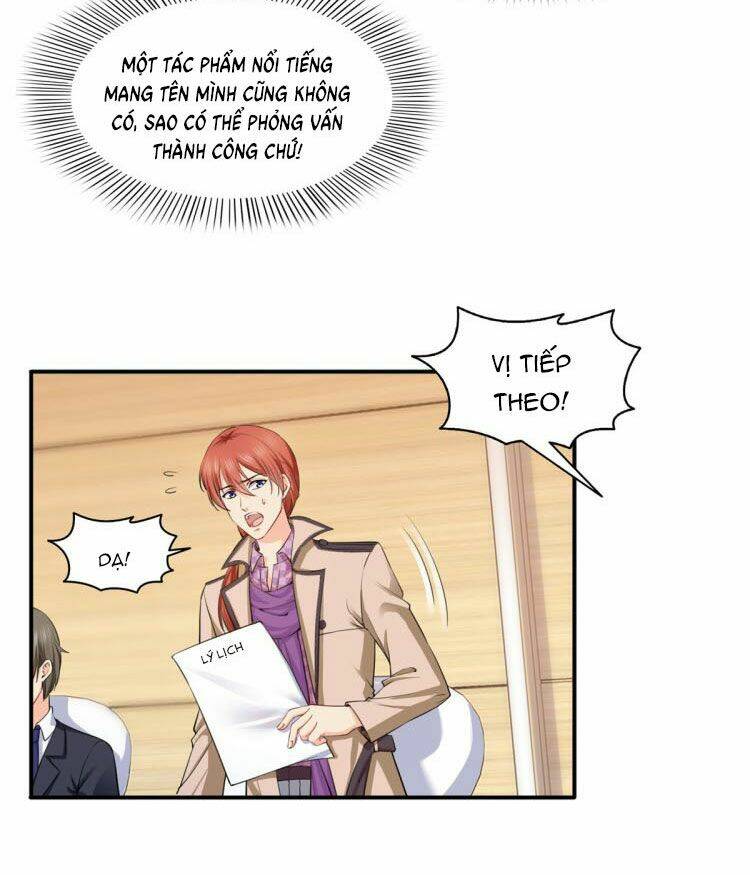 MỘT TÁC PHẨM NỔI TIẾNG
MANG TÊN MÌNH CŨNG KHÔNG
CÓ, SAO CÓ THỂ PHỎNG VẤN
THÀNH CÔNG CHỨ!
VỊ TIẾP
THEO!
DẠ!
LÝ LỊCH